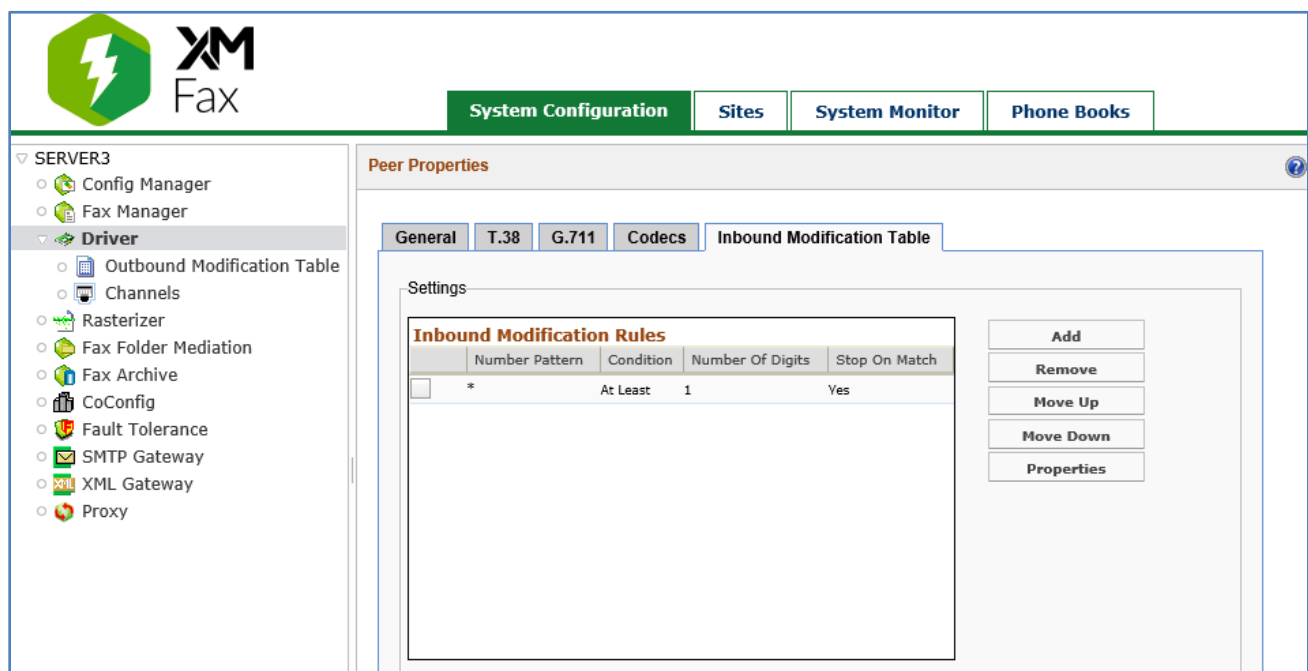 XM
Fax
System Configuration Sites System Monitor Phone Books
SERVER3
Config Manager
Fax Manager
Driver
Outbound Modification Table
Channels
Rasterizer
Fax Folder Mediation
Fax Archive
CoConfig
Fault Tolerance
SMTP Gateway
XML Gateway
Proxy
Peer Properties
General T.38 G.711 Codecs Inbound Modification Table
Settings
Inbound Modification Rules
Number Pattern Condition Number Of Digits Stop On Match
* At Least 1 Yes
Add
Remove
Move Up
Move Down
Properties